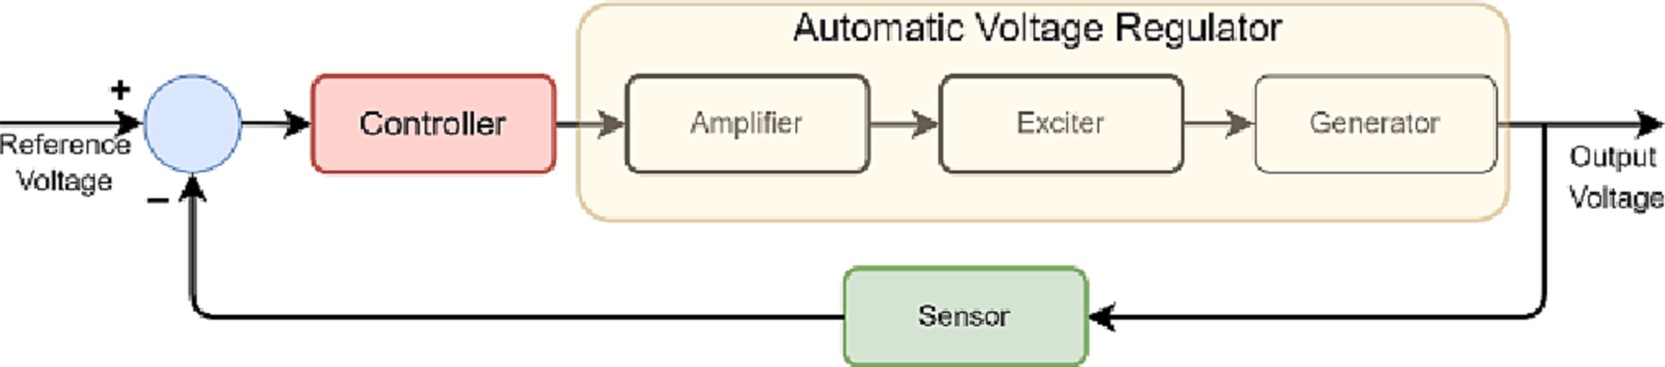 Automatic Voltage Regulator
+
Reference
Voltage
Controller
Amplifier
Exciter
Generator
Output
Voltage
−
Sensor